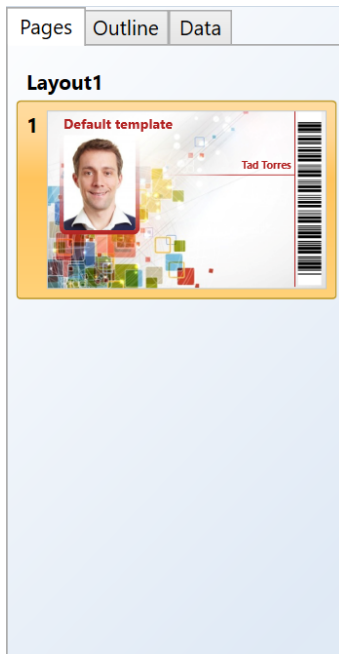 Pages Outline Data
Layout1
1
Default template
Tad Torres